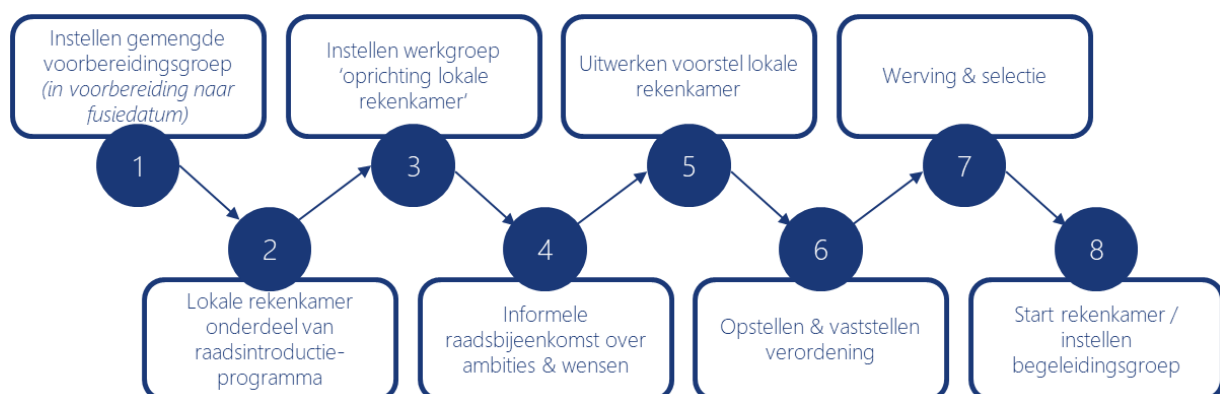 Instellen gemengde
voorbereidingsgroep
(in voorbereiding naar
fusiedatum)
1
2
Lokale rekenkamer
onderdeel van
raadsintroductie-
programma
Instellen werkgroep
‘oprichting lokale
rekenkamer’
3
4
Informele
raadsbijeenkomst over
ambities & wensen
Uitwerken voorstel lokale
rekenkamer
5
6
Opstellen & vaststellen
verordening
Werving & selectie
7
8
Start rekenkamer /
instellen
begeleidingsgroep